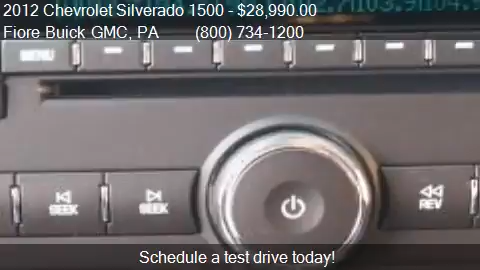 2012 Chevrolet Silverado 1500 - $28,990.00
Fiore Buick GMC, PA (800) 734-1200
MENU
SEEK SEEK REV
Schedule a test drive today!